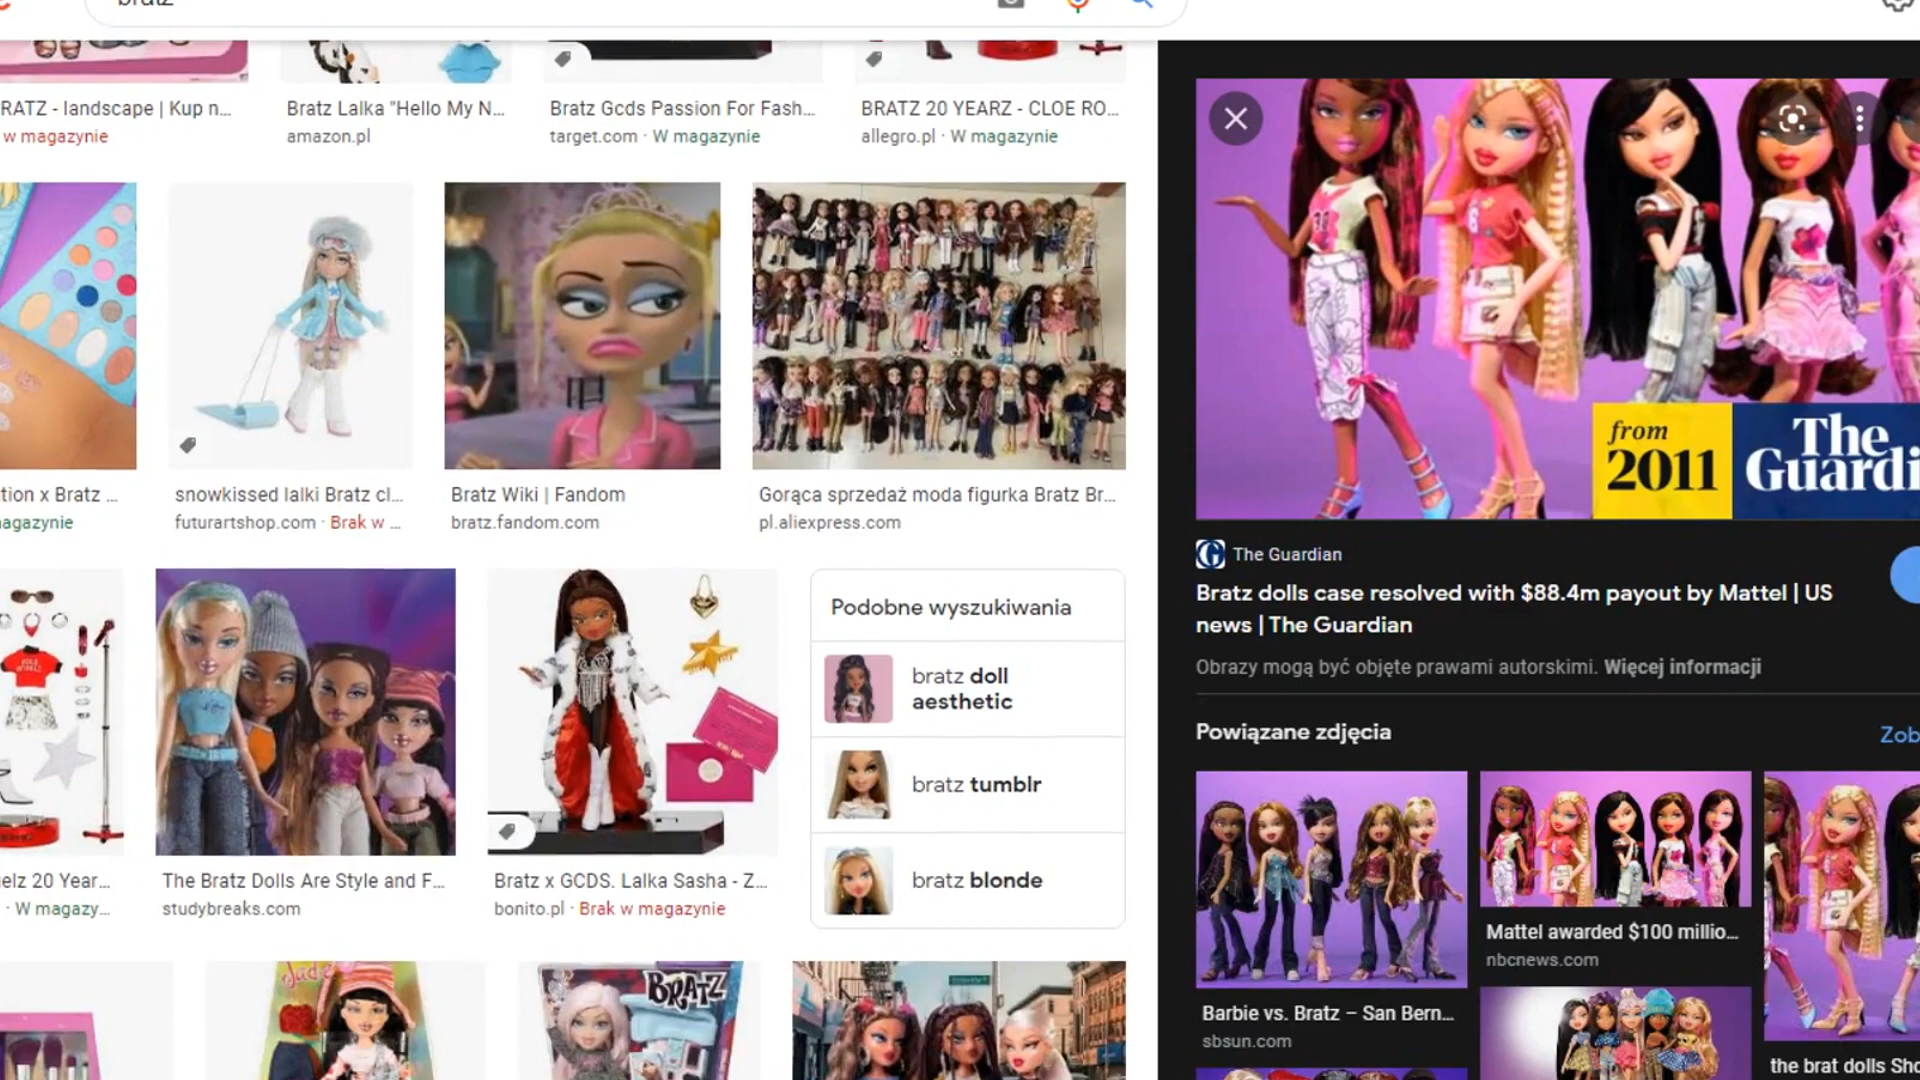 bratz
RATZ - landscape | Kup n...
w magazynie
Bratz Lalka "Hello My N...
amazon.pl
Bratz Gcds Passion For Fash...
target.com · W magazynie
BRATZ 20 YEARZ - CLOE RO...
allegro.pl · W magazynie
tion x Bratz ...
agazynie
snowkissed lalki Bratz cl...
futurartshop.com · Brak w ...
Bratz Wiki | Fandom
bratz.fandom.com
Gorąca sprzedaż moda figurka Bratz Br...
pl.aliexpress.com
elz 20 Year...
· W magazy...
The Bratz Dolls Are Style and F...
studybreaks.com
Bratz x GCDS. Lalka Sasha - Z...
bonito.pl · Brak w magazynie
Podobne wyszukiwania
bratz doll
aesthetic
bratz tumblr
bratz blonde
Jade
BRATZ
from
2011
The
Guardi
The Guardian
Bratz dolls case resolved with $88.4m payout by Mattel | US
news | The Guardian
Obrazy mogą być objęte prawami autorskimi. Więcej informacji
Powiązane zdjęcia
Zob
Barbie vs. Bratz – San Bern...
sbsun.com
Mattel awarded $100 millio...
nbcnews.com
the brat dolls Sho